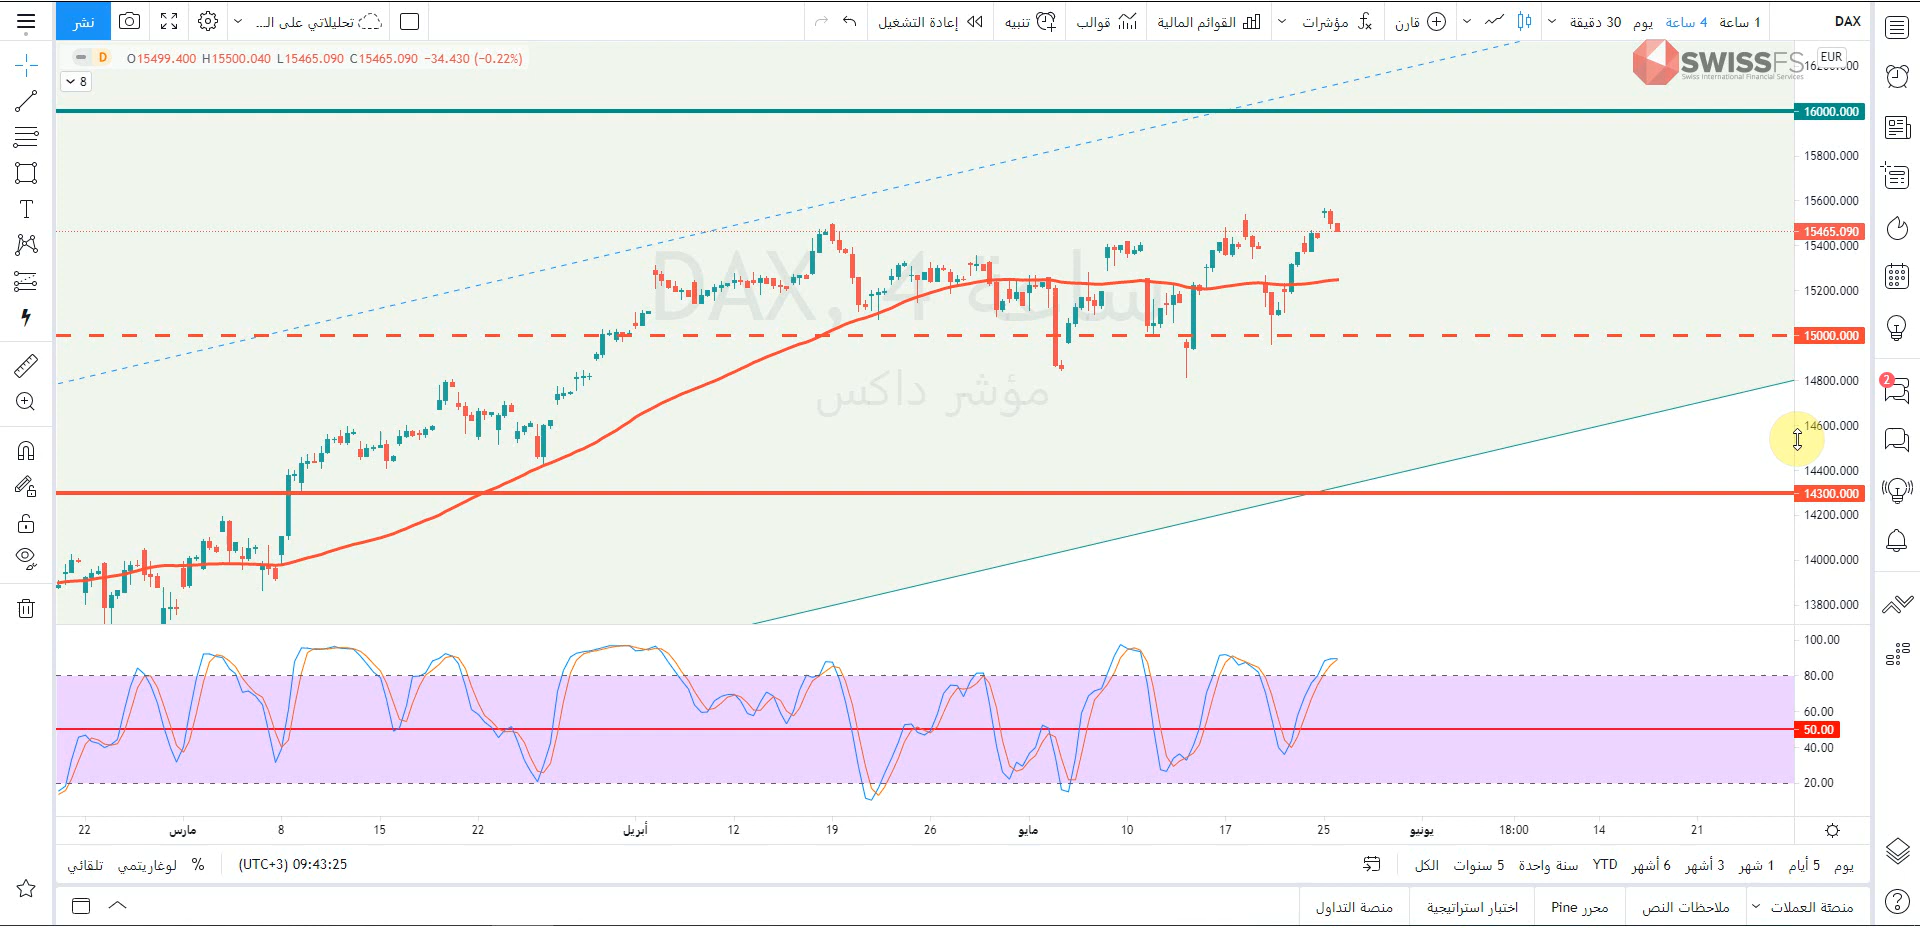 نشر
تحليلاتي على الـ...
إعادة التشغيل
تنبيه
قوالب
القوائم المالية
مؤشرات
قارن
30 دقيقة
يوم
4 ساعة
1 ساعة
DAX
D O15499.400 H15500.040 L15465.090 C15465.090 −34.430 (−0.22%)
8
SWISSFS
Swiss International Financial Services
EUR
16000.000
15800.000
15600.000
15465.090
15400.000
15200.000
15000.000
14800.000
14600.000
14400.000
14300.000
14200.000
14000.000
13800.000
DAX, 4 ساعة
مؤشر داكس
2
100.00
80.00
60.00
50.00
40.00
20.00
22 مارس 8 15 22 أبريل 12 19 26 مايو 10 17 25 يونيو 18:00 14 21
تلقائي لوغاريتمي % 09:43:25 (UTC+3)
يوم 5 أيام 1 شهر 3 أشهر 6 أشهر YTD سنة واحدة 5 سنوات الكل
منصّة العملات ملاحظات النص محرر Pine اختبار استراتيجية منصة التداول